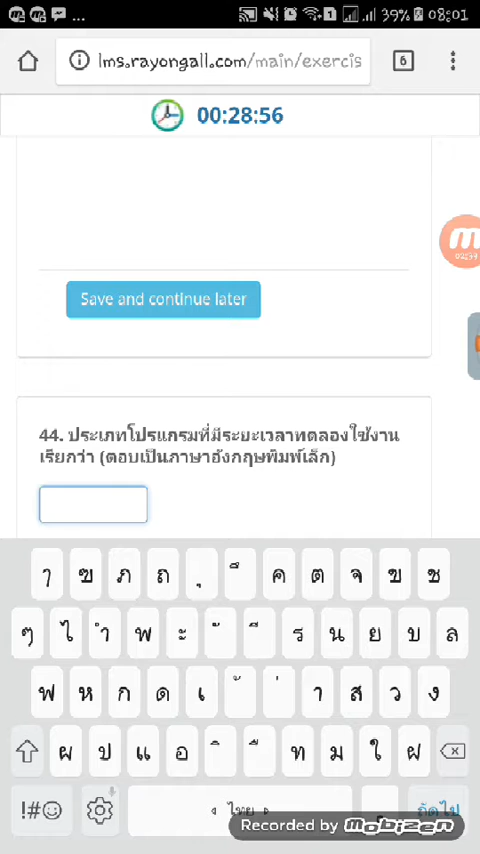 39% 08:01
lms.rayongall.com/main/exercis
6
00:28:56
Save and continue later
44. ประเภทโปรแกรมที่มีระยะเวลาทดลองใช้งาน
เรียกว่า (ตอบเป็นภาษาอังกฤษพิมพ์เล็ก)
ๅ ฃ ภ ถ ุ ึ ค ต จ ข ช
ๆ ไ ำ พ ะ ั ี ร น ย บ ล
ฟ ห ก ด เ ้ ่ า ส ว ง
ผ ป แ อ ิ ื ท ม ใ ฝ
!#☺ ไทย ถัดไป
Recorded by mobizen